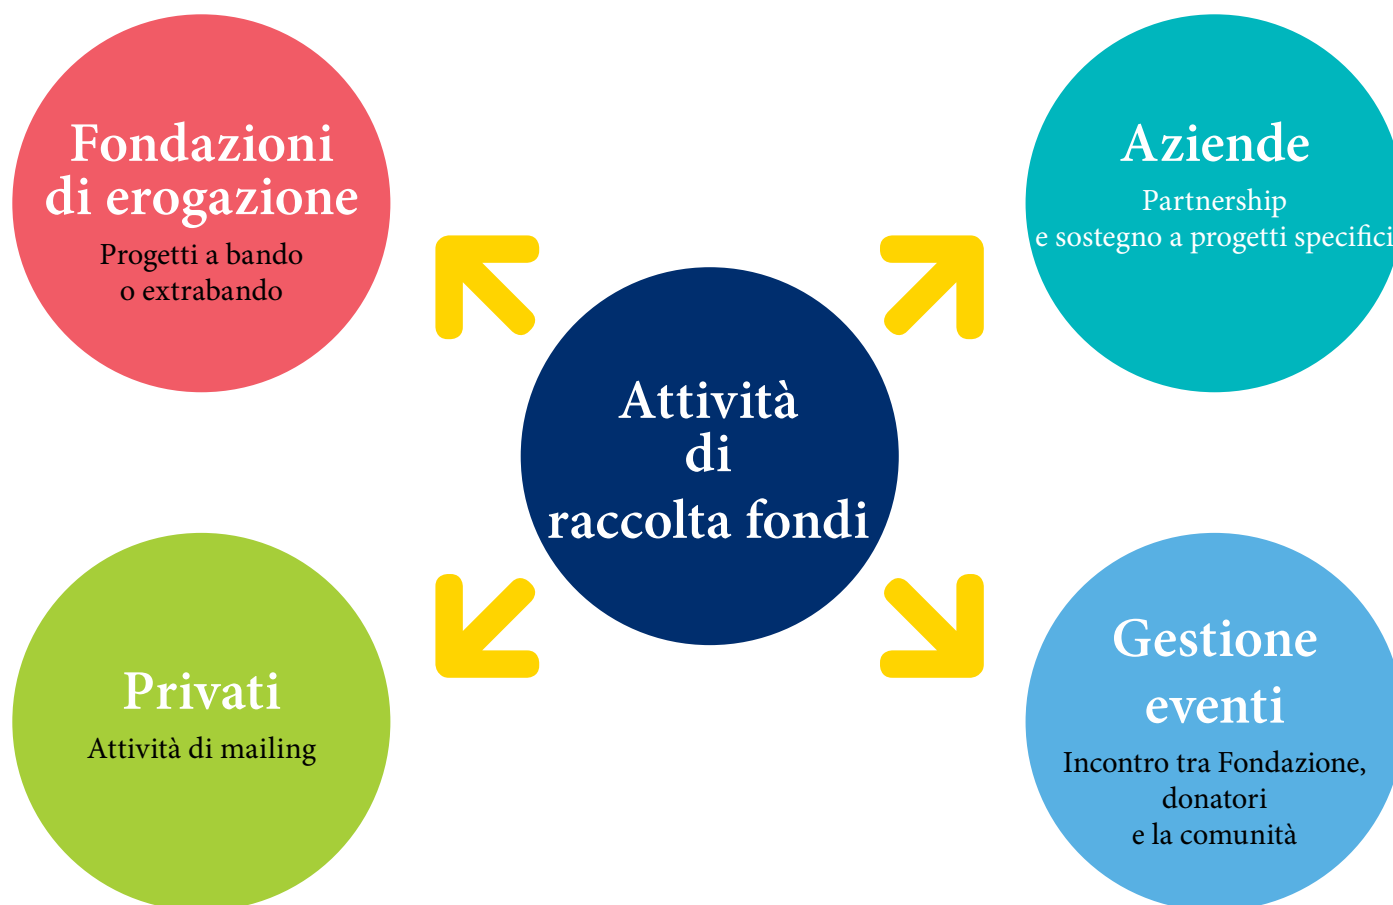 Fondazioni
di erogazione
Progetti a bando
o extrabando
Aziende
Partnership
e sostegno a progetti specifici
Attività
di
raccolta fondi
Privati
Attività di mailing
Gestione
eventi
Incontro tra Fondazione,
donatori
e la comunità